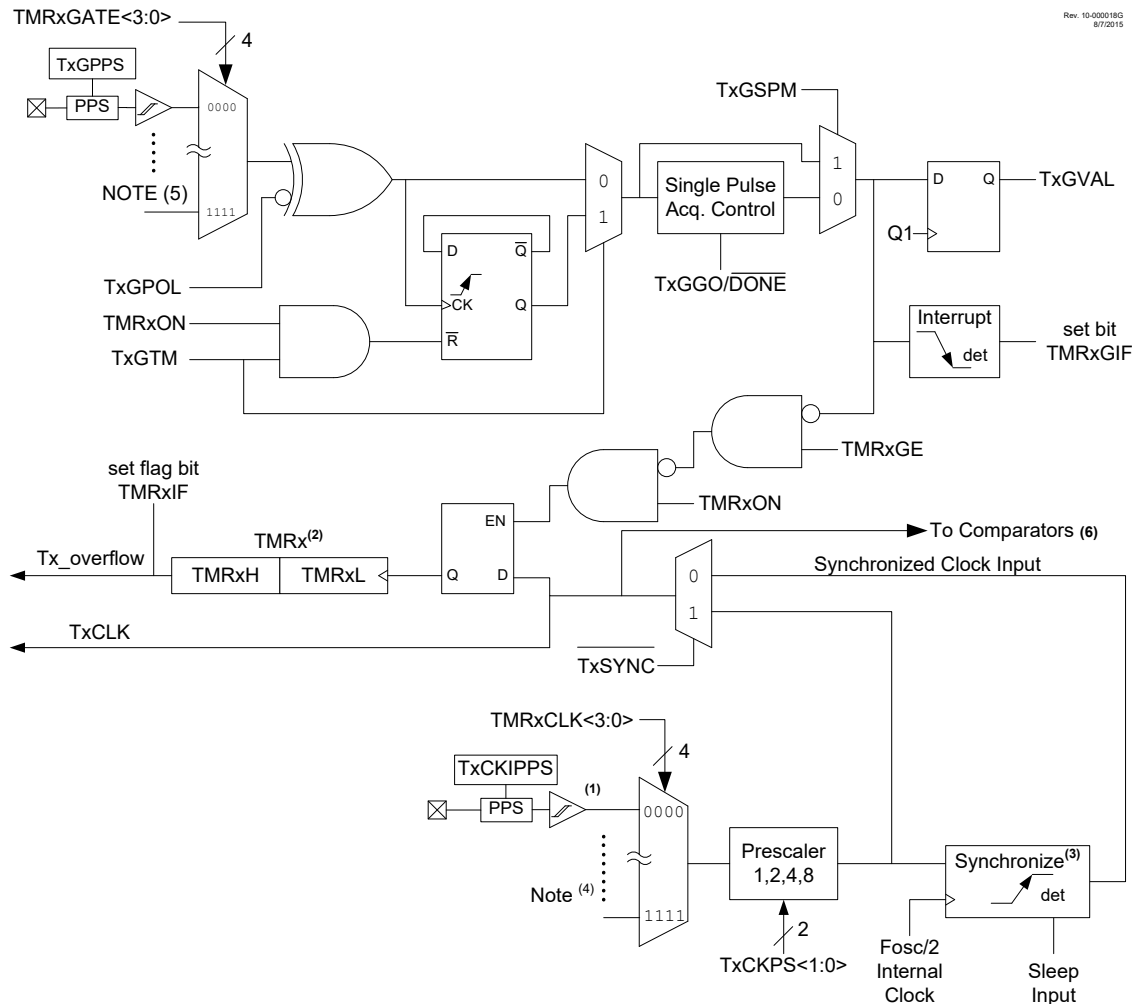 Rev. 10-000018G
8/7/2015
TMRxGATE<3:0>
4
TxGPPS
PPS
0000
NOTE (5)
1111
TxGPOL
TMRxON
TxGTM
D
Q
CK
Q
R
0
1
Single Pulse
Acq. Control
TxGGO/DONE
TxGSPM
1
0
D
Q
Q1
TxGVAL
Interrupt
det
set bit
TMRxGIF
TMRxGE
TMRxON
set flag bit
TMRxIF
Tx_overflow
TMRx(2)
TMRxH
TMRxL
EN
Q
D
To Comparators (6)
Synchronized Clock Input
0
1
TxCLK
TxSYNC
TMRxCLK<3:0>
4
TxCKIPPS
PPS
(1)
0000
Note (4)
1111
Prescaler
1,2,4,8
2
TxCKPS<1:0>
Synchronize(3)
det
Fosc/2
Internal
Clock
Sleep
Input